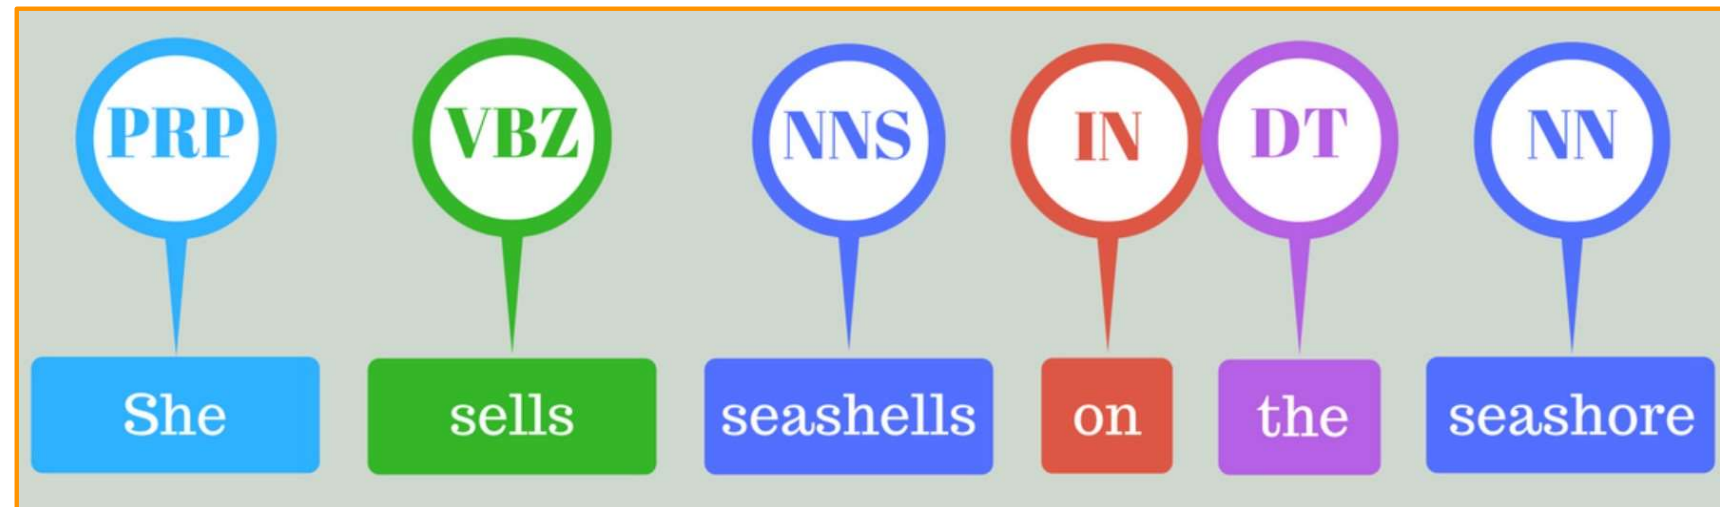 PRP VBZ NNS IN DT NN
She sells seashells on the seashore